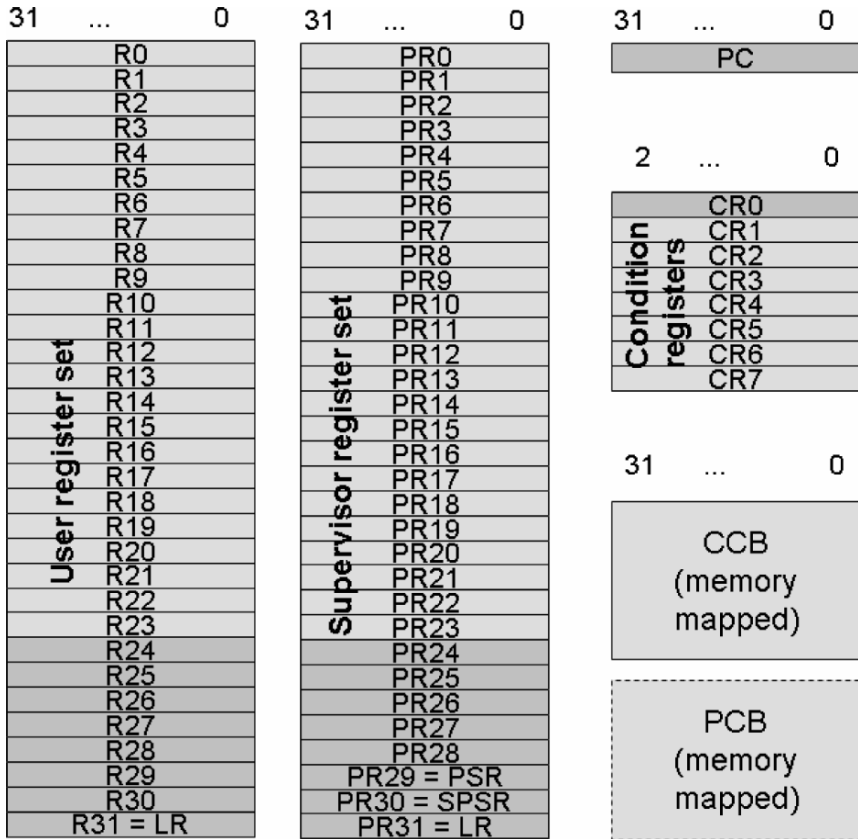 31 ... 0
R0
R1
R2
R3
R4
R5
R6
R7
R8
R9
R10
R11
R12
R13
R14
R15
R16
R17
R18
R19
R20
R21
R22
R23
R24
R25
R26
R27
R28
R29
R30
R31 = LR
User register set
31 ... 0
PR0
PR1
PR2
PR3
PR4
PR5
PR6
PR7
PR8
PR9
PR10
PR11
PR12
PR13
PR14
PR15
PR16
PR17
PR18
PR19
PR20
PR21
PR22
PR23
PR24
PR25
PR26
PR27
PR28
PR29 = PSR
PR30 = SPSR
PR31 = LR
Supervisor register set
31 ... 0
PC
2 ... 0
CR0
CR1
CR2
CR3
CR4
CR5
CR6
CR7
Condition
registers
31 ... 0
CCB
(memory
mapped)
PCB
(memory
mapped)